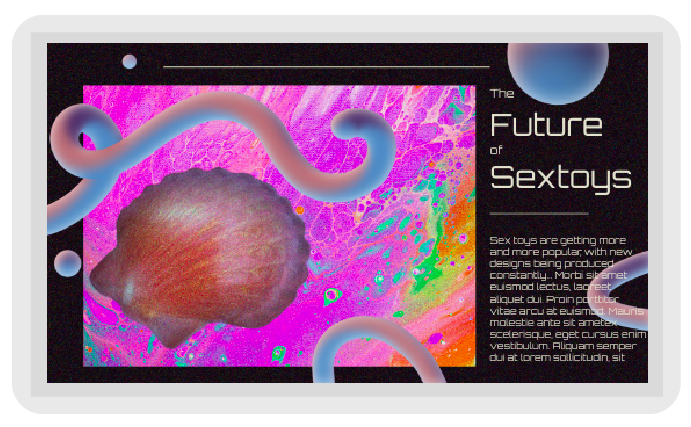 The
Future
of
Sextoys
Sex toys are getting more
and more popular, with new
designs being produced
constantly... Morbi sit amet
euismod lectus, laoreet
aliquet dui. Proin porttitor
vitae arcu at euismod. Mauris
molestie ante sit ametex
scelerisque, eget cursus enim
vestibulum. Aliquam semper
dui at lorem sollicitudin, sit